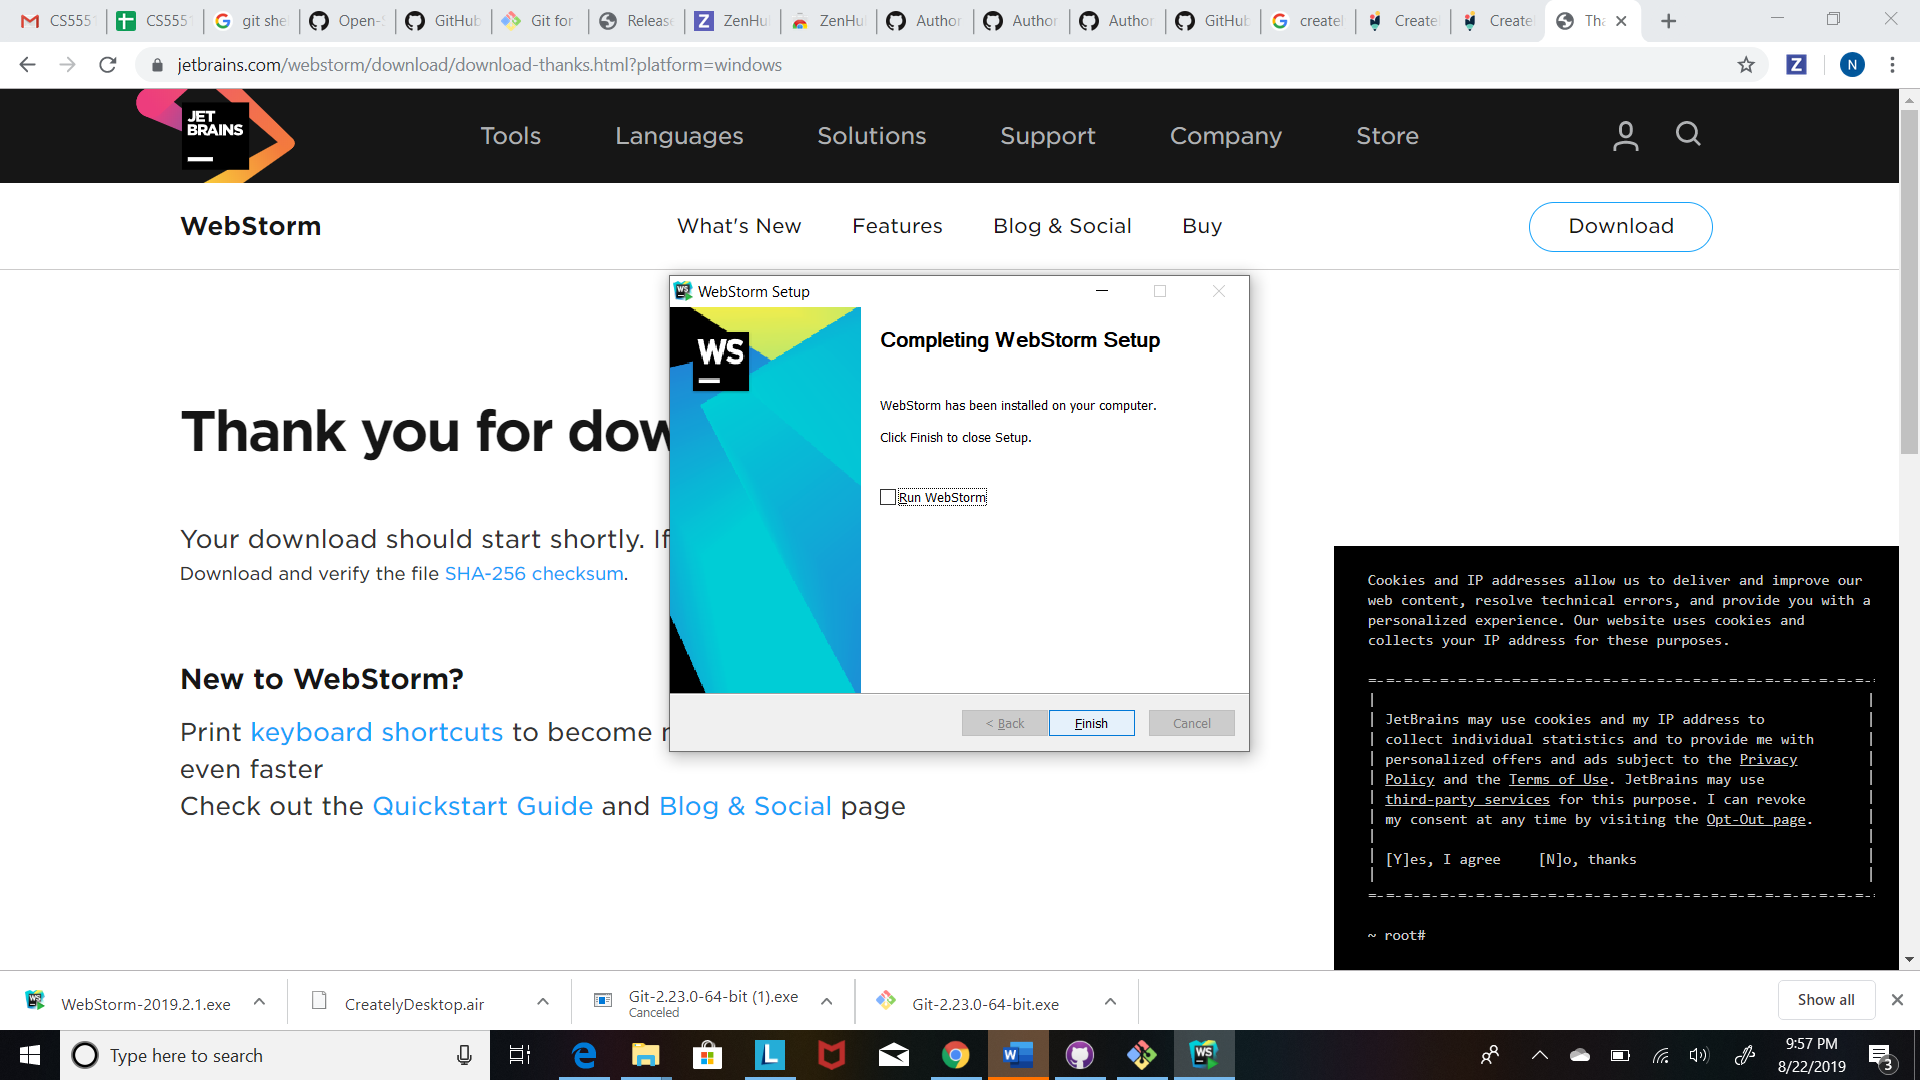 CS555
CS555
git she
Open-S
GitHub
Git for
Release
ZenHu
ZenHu
Author
Author
Author
GitHub
createl
Create
Create
Tha
jetbrains.com/webstorm/download/download-thanks.html?platform=windows
Z
N
JET
BRAINS
Tools
Languages
Solutions
Support
Company
Store
WebStorm
What's New
Features
Blog & Social
Buy
Download
WebStorm Setup
WS
Completing WebStorm Setup
WebStorm has been installed on your computer.
Click Finish to close Setup.
Run WebStorm
< Back
Finish
Cancel
Thank you for dow
Your download should start shortly. If
Download and verify the file SHA-256 checksum.
New to WebStorm?
Print keyboard shortcuts to become
even faster
Check out the Quickstart Guide and Blog & Social page
Cookies and IP addresses allow us to deliver and improve our
web content, resolve technical errors, and provide you with a
personalized experience. Our website uses cookies and
collects your IP address for these purposes.
JetBrains may use cookies and my IP address to
collect individual statistics and to provide me with
personalized offers and ads subject to the Privacy
Policy and the Terms of Use. JetBrains may use
third-party services for this purpose. I can revoke
my consent at any time by visiting the Opt-Out page.
[Y]es, I agree [N]o, thanks
~ root#
WebStorm-2019.2.1.exe
CreatelyDesktop.air
Git-2.23.0-64-bit (1).exe
Canceled
Git-2.23.0-64-bit.exe
Show all
Type here to search
9:57 PM
8/22/2019
3